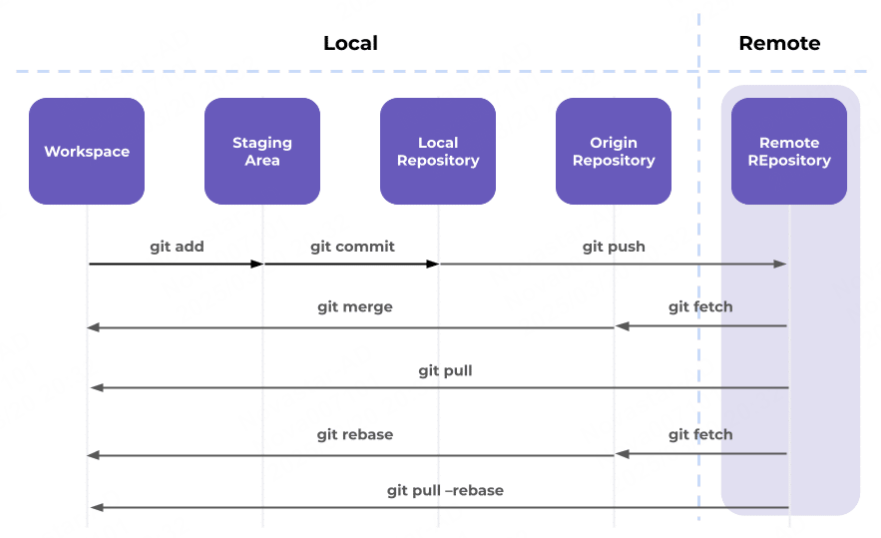 Local
Remote
Workspace
Staging
Area
Local
Repository
Origin
Repository
Remote
REpository
git add
git commit
git push
git merge
git fetch
git pull
git rebase
git fetch
git pull –rebase